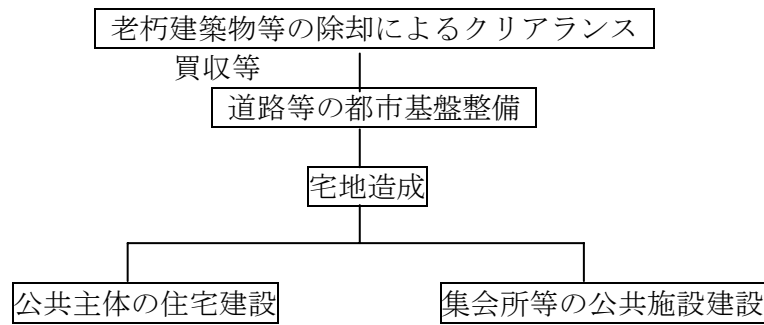 老朽建築物等の除却によるクリアランス
買収等
道路等の都市基盤整備
宅地造成
公共主体の住宅建設
集会所等の公共施設建設